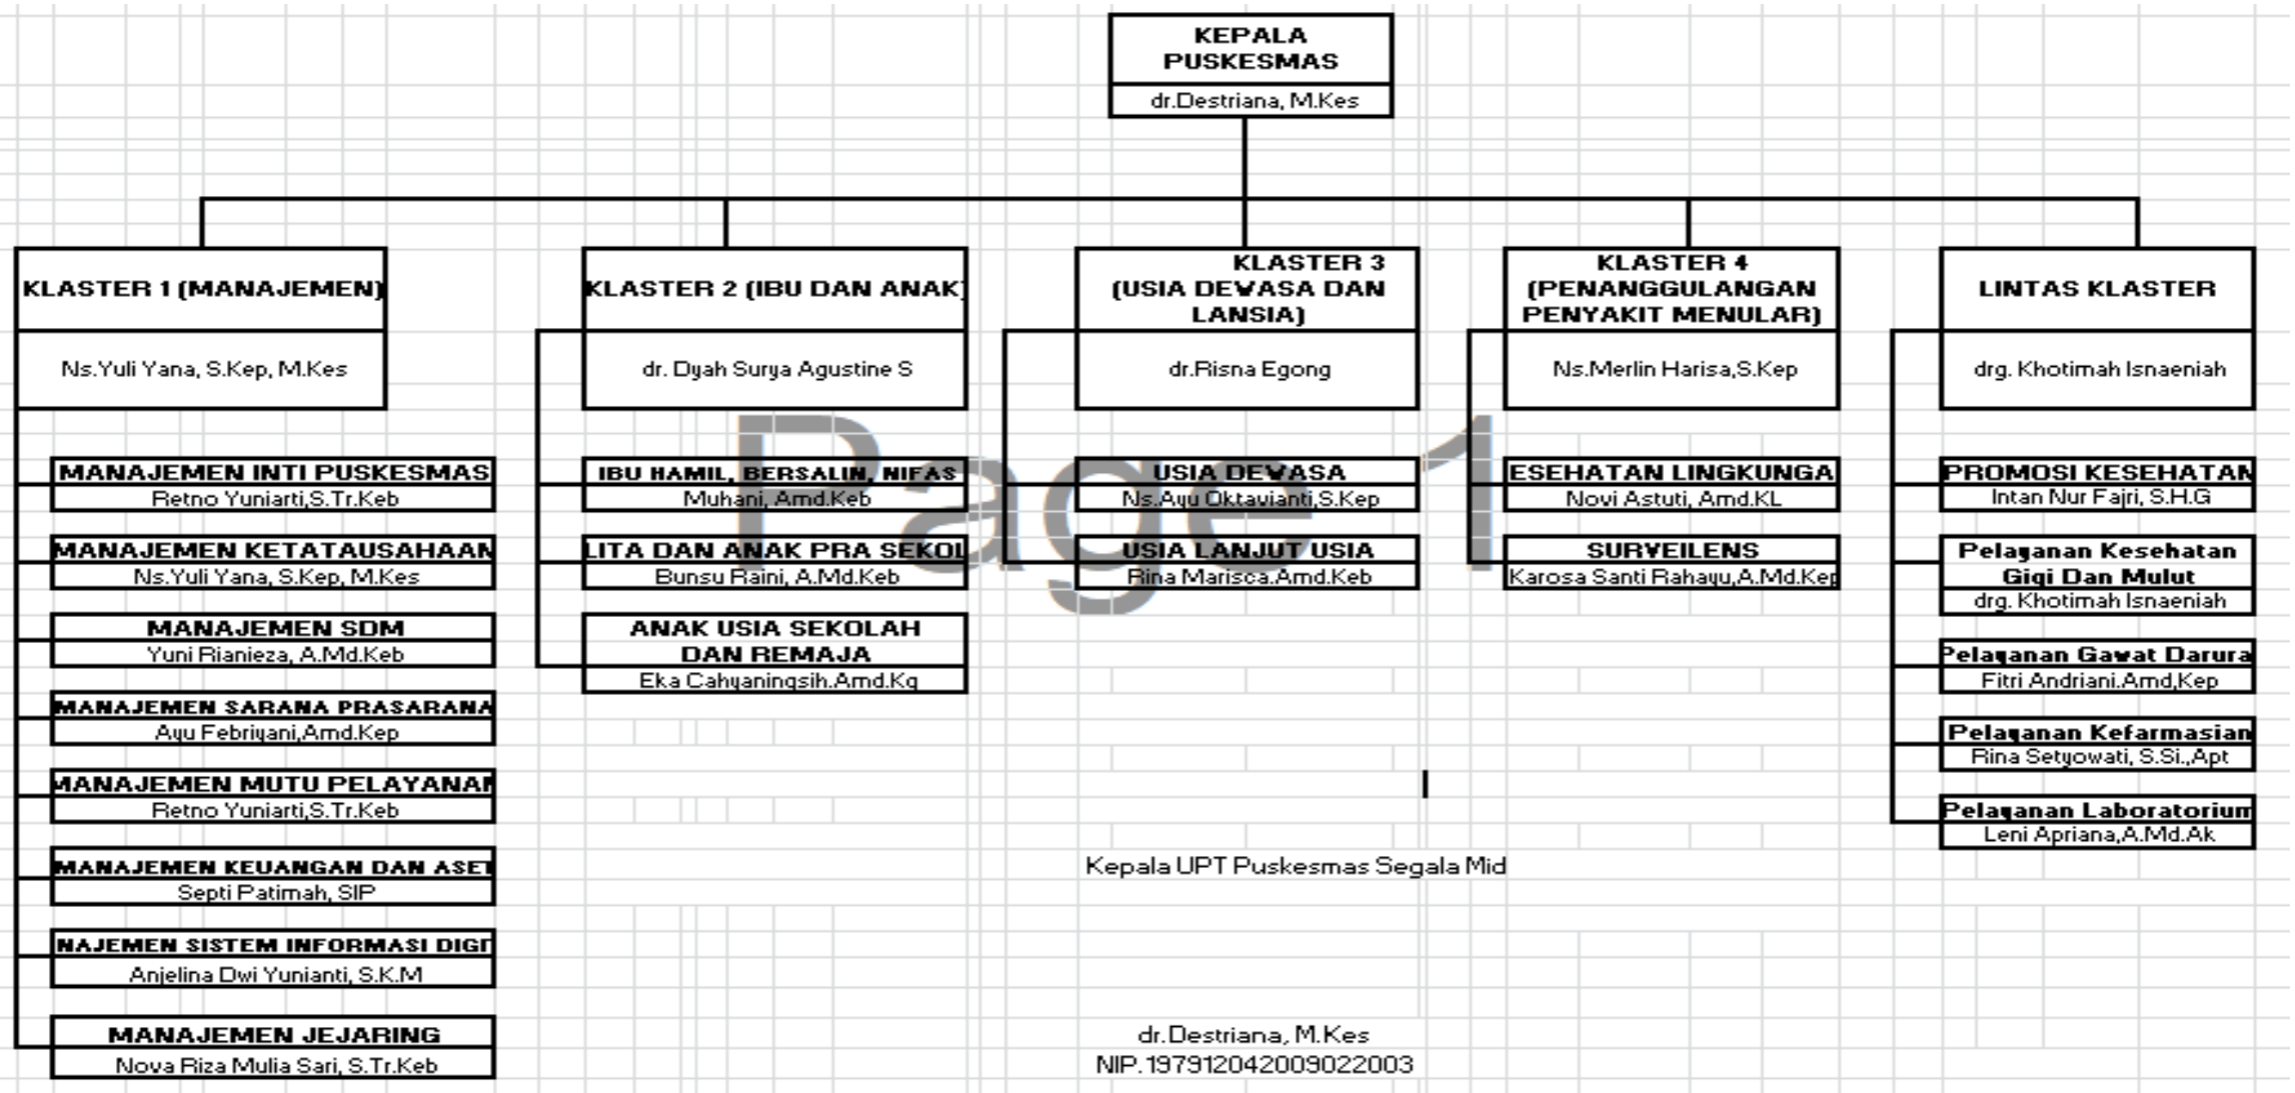 KEPALA
PUSKESMAS
dr.Destriana, M.Kes
KLASTER 1 (MANAJEMEN)
Ns.Yuli Yana, S.Kep, M.Kes
MANAJEMEN INTI PUSKESMAS
Retno Yuniarti,S.Tr.Keb
MANAJEMEN KETATAUSAHAAN
Ns.Yuli Yana, S.Kep, M.Kes
MANAJEMEN SDM
Yuni Rianieza, A.Md.Keb
MANAJEMEN SARANA PRASARANA
Ayu Febriyani,Amd.Kep
MANAJEMEN MUTU PELAYANAN
Retno Yuniarti,S.Tr.Keb
MANAJEMEN KEUANGAN DAN ASET
Septi Patimah, SIP
NAJEMEN SISTEM INFORMASI DIGIT
Anjelina Dwi Yunianti, S.K.M
MANAJEMEN JEJARING
Nova Riza Mulia Sari, S.Tr.Keb
KLASTER 2 (IBU DAN ANAK)
dr. Dyah Surya Agustine S
IBU HAMIL, BERSALIN, NIFAS
Muhani, Amd.Keb
LITA DAN ANAK PRA SEKOL
Bunsu Raini, A.Md.Keb
ANAK USIA SEKOLAH
DAN REMAJA
Eka Cahyaningsih.Amd.Kg
KLASTER 3
(USIA DEWASA DAN
LANSIA)
dr.Risna Egong
USIA DEWASA
Ns.Ayu Oktavianti,S.Kep
USIA LANJUT USIA
Rina Marisca.Amd.Keb
KLASTER 4
(PENANGGULANGAN
PENYAKIT MENULAR)
Ns.Merlin Harisa,S.Kep
ESEHATAN LINGKUNGA
Novi Astuti, Amd.KL
SURVEILENS
Karosa Santi Rahayu,A.Md.Kep
LINTAS KLASTER
drg. Khotimah Isnaeniah
PROMOSI KESEHATAN
Intan Nur Fajri, S.H.G
Pelayanan Kesehatan
Gigi Dan Mulut
drg. Khotimah Isnaeniah
Pelayanan Gawat Darura
Fitri Andriani.Amd,Kep
Pelayanan Kefarmasian
Rina Setyowati, S.Si.,Apt
Pelayanan Laboratorium
Leni Apriana,A.Md.Ak
Page 1
Kepala UPT Puskesmas Segala Mid
dr.Destriana, M.Kes
NIP.197912042009022003